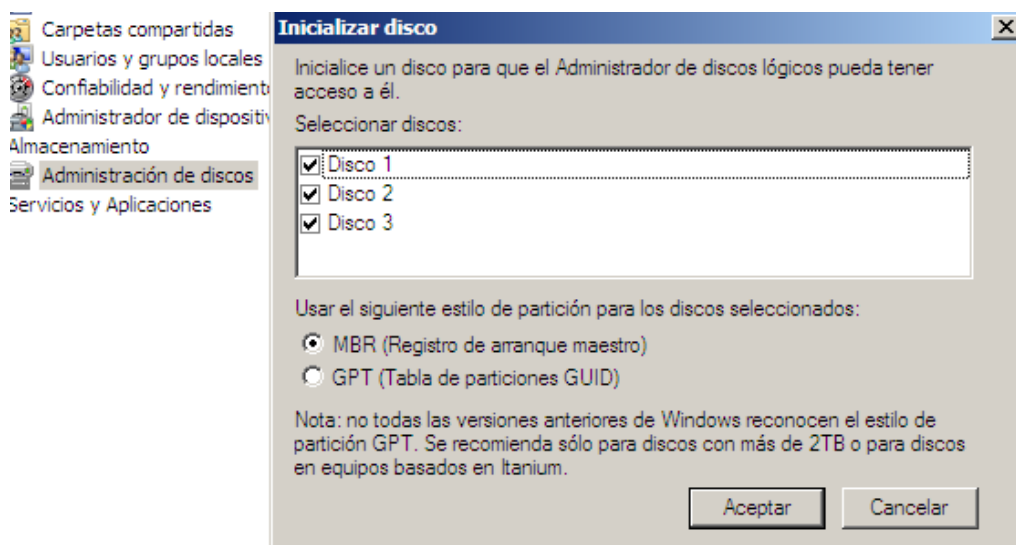 Carpetas compartidas
Usuarios y grupos locales
Confiabilidad y rendimient
Administrador de dispositiv
Almacenamiento
Administración de discos
Servicios y Aplicaciones
Inicializar disco
Inicialice un disco para que el Administrador de discos lógicos pueda tener
acceso a él.
Seleccionar discos:
Disco 1
Disco 2
Disco 3
Usar el siguiente estilo de partición para los discos seleccionados:
MBR (Registro de arranque maestro)
GPT (Tabla de particiones GUID)
Nota: no todas las versiones anteriores de Windows reconocen el estilo de
partición GPT. Se recomienda sólo para discos con más de 2TB o para discos
en equipos basados en Itanium.
Aceptar
Cancelar